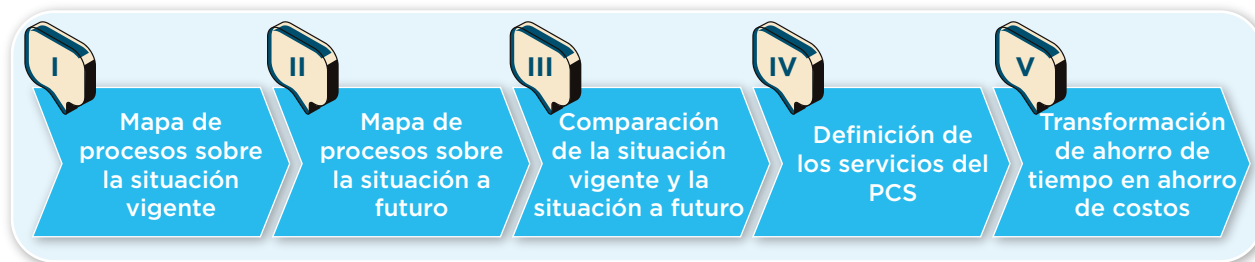 I
Mapa de
procesos sobre
la situación
vigente
II
Mapa de
procesos sobre
la situación a
futuro
III
Comparación
de la situación
vigente y la
situación a futuro
IV
Definición de
los servicios del
PCS
V
Transformación
de ahorro de
tiempo en ahorro
de costos